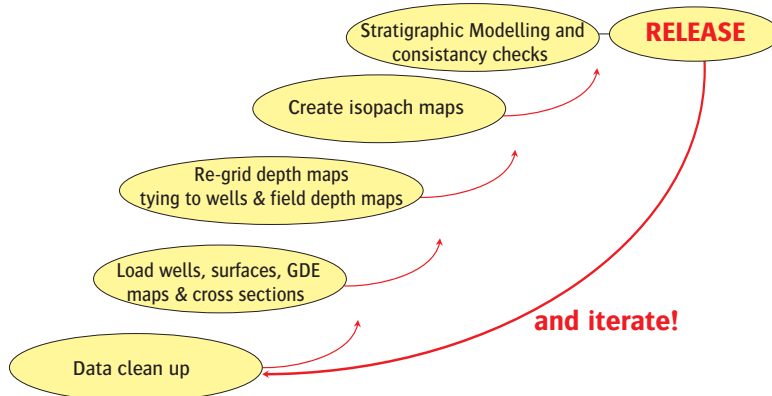 Stratigraphic Modelling and
consistancy checks
RELEASE
Create isopach maps
Re-grid depth maps
tying to wells & field depth maps
Load wells, surfaces, GDE
maps & cross sections
and iterate!
Data clean up